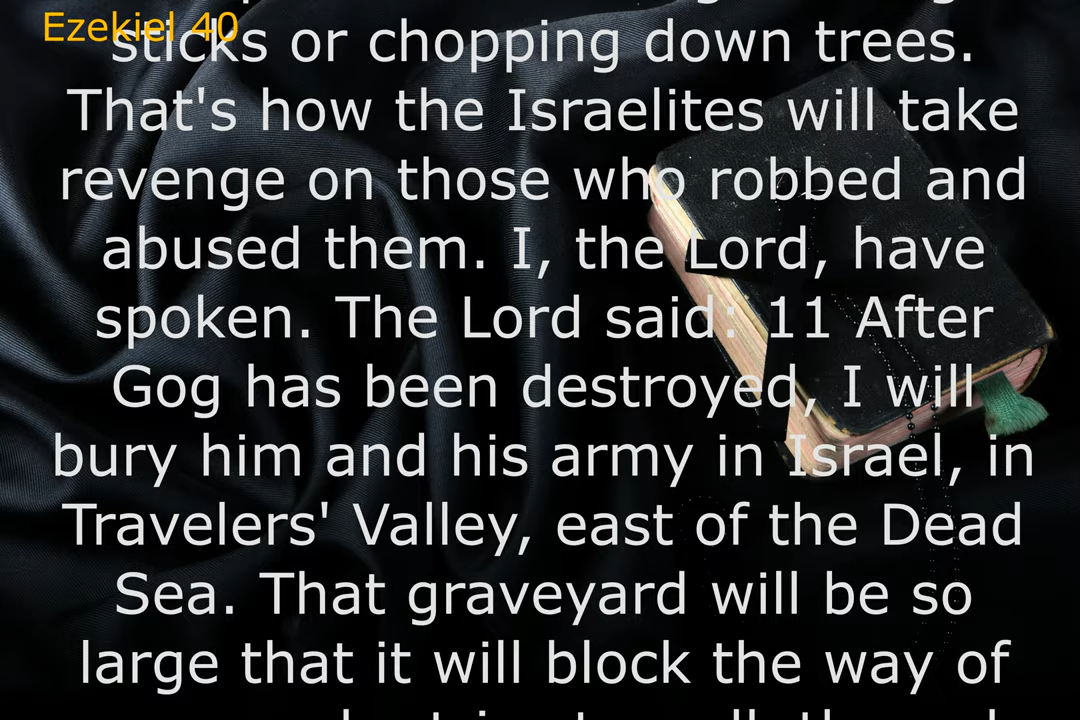 Ezekiel 40
sticks or chopping down trees.
That's how the Israelites will take
revenge on those who robbed and
abused them. I, the Lord, have
spoken. The Lord said: 11 After
Gog has been destroyed, I will
bury him and his army in Israel, in
Travelers' Valley, east of the Dead
Sea. That graveyard will be so
large that it will block the way of